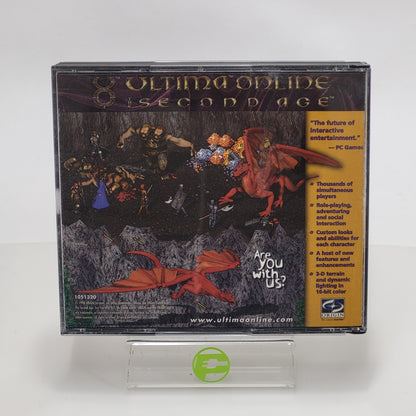 ULTIMA ONLINE
THE SECOND AGE
"The future of
interactive
entertainment."
— PC Games
Thousands of
simultaneous
players
Role-playing,
adventuring
and social
interaction
Custom looks
and abilities for
each character
A host of new
features and
enhancements
3-D terrain
and dynamic
lighting in
16-bit color
Are
you
with
us?
1051320
www.ultimaonline.com
ORIGIN